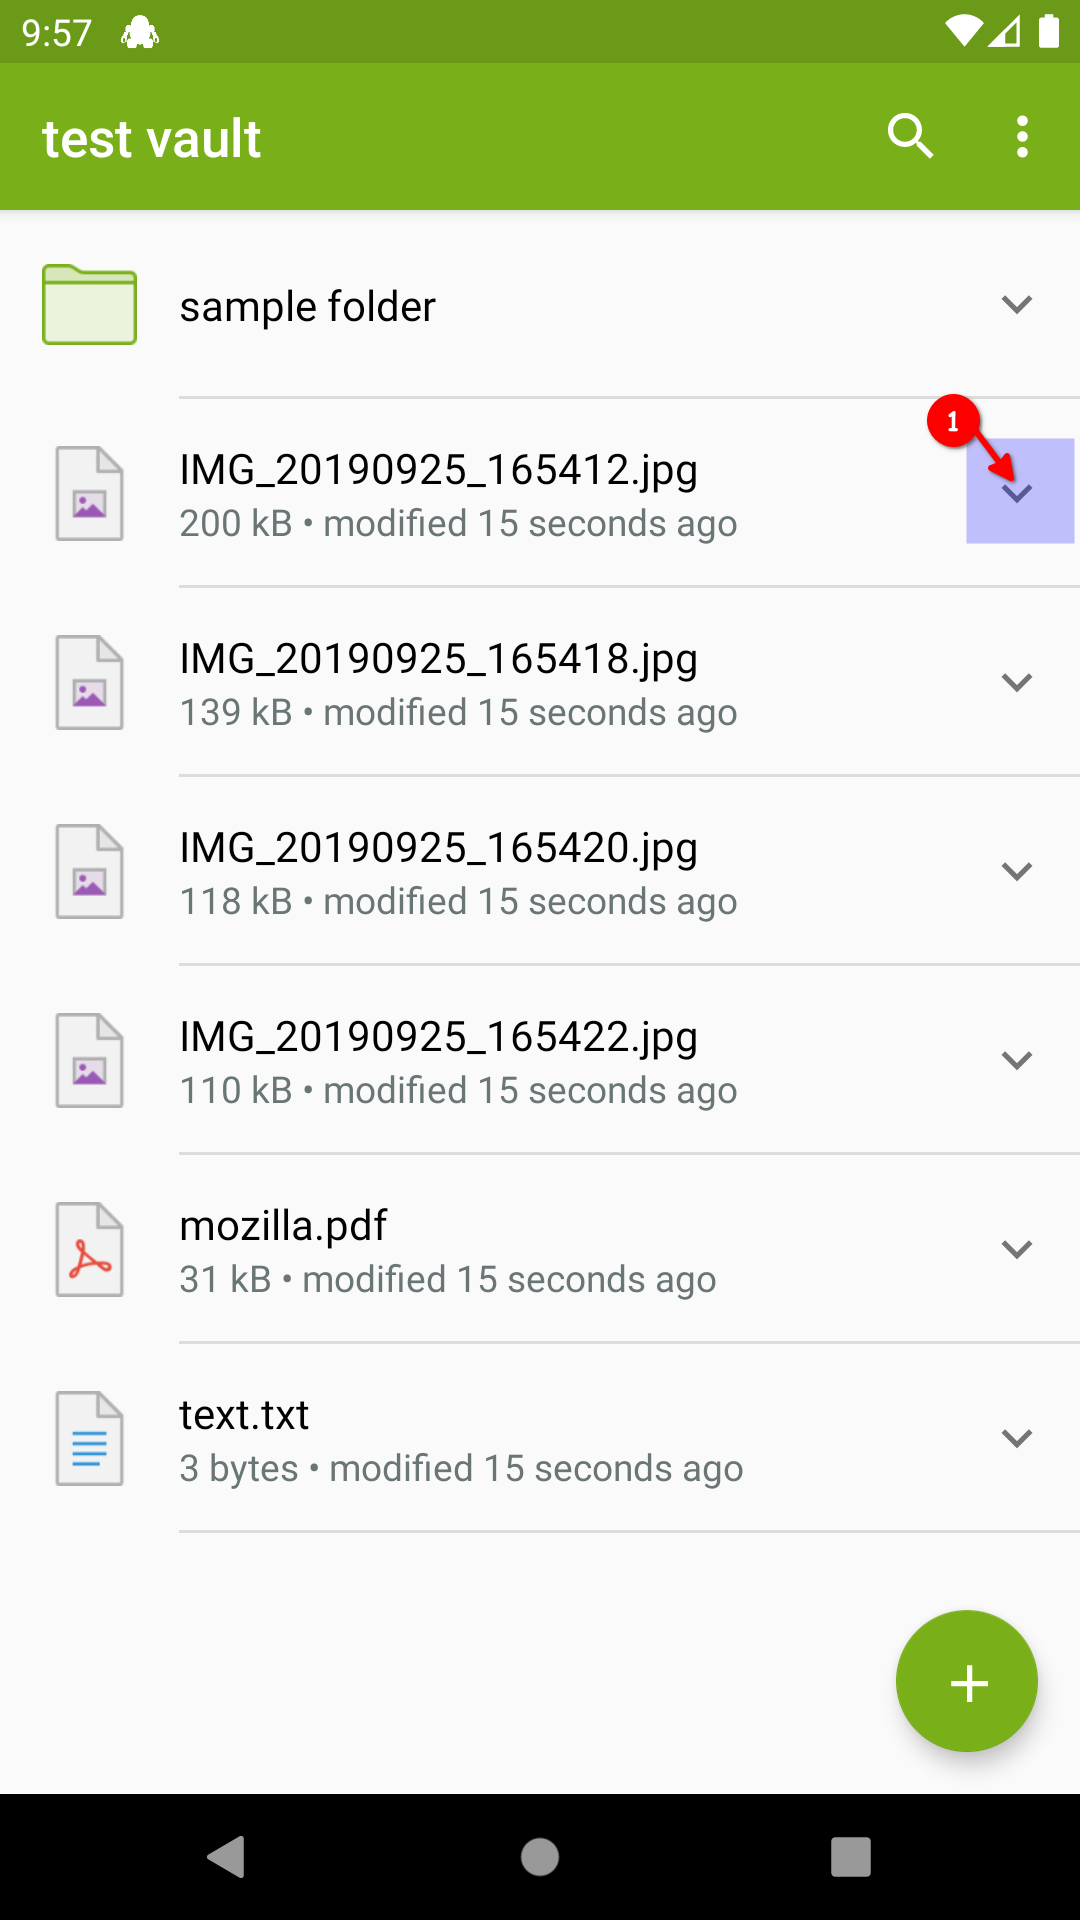 9:57
test vault
sample folder
1
IMG_20190925_165412.jpg
200 kB • modified 15 seconds ago
IMG_20190925_165418.jpg
139 kB • modified 15 seconds ago
IMG_20190925_165420.jpg
118 kB • modified 15 seconds ago
IMG_20190925_165422.jpg
110 kB • modified 15 seconds ago
mozilla.pdf
31 kB • modified 15 seconds ago
text.txt
3 bytes • modified 15 seconds ago